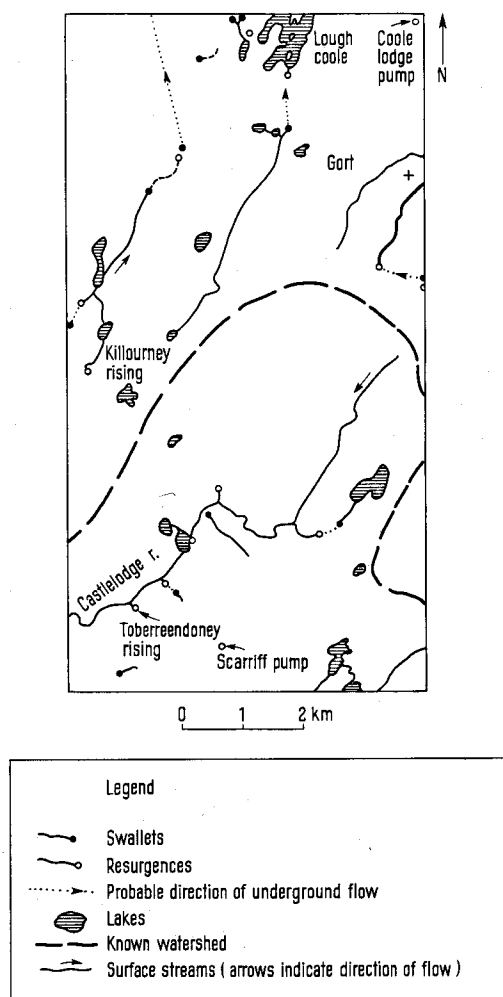 Lough
coole
Coole
lodge
pump
N
Gort
Killourney
rising
Castlelodge r.
Toberreendoney
rising
Scarriff pump
0 1 2 km
Legend
Swallets
Resurgences
Probable direction of underground flow
Lakes
Known watershed
Surface streams ( arrows indicate direction of flow )